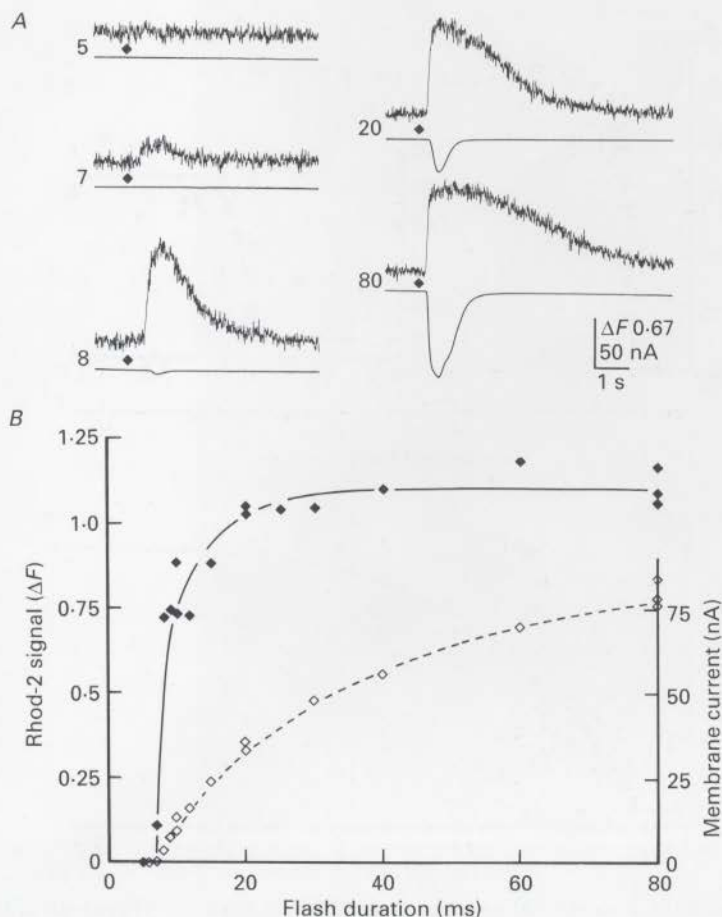 A
5
7
8
20
80
ΔF 0·67
50 nA
1 s
B
Rhod-2 signal (ΔF)
1·25
1·0
0·75
0·5
0·25
0
Membrane current (nA)
75
50
25
0
0
20
40
60
80
Flash duration (ms)